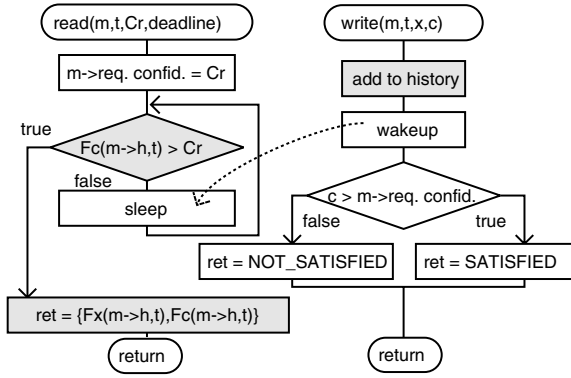 read(m,t,Cr,deadline)
m->req. confid. = Cr
true
Fc(m->h,t) > Cr
false
sleep
ret = {Fx(m->h,t),Fc(m->h,t)}
return
write(m,t,x,c)
add to history
wakeup
c > m->req. confid.
false
true
ret = NOT_SATISFIED
ret = SATISFIED
return